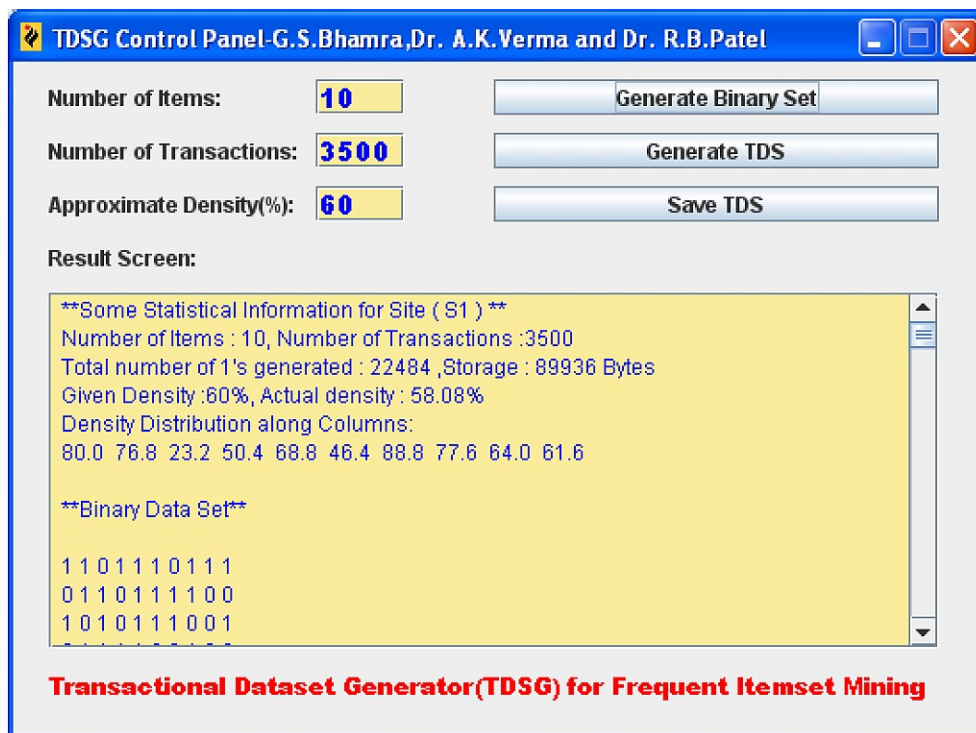 TDSG Control Panel-G.S.Bhamra,Dr. A.K.Verma and Dr. R.B.Patel
Number of Items: 10 Generate Binary Set
Number of Transactions: 3500 Generate TDS
Approximate Density(%): 60 Save TDS
Result Screen:
**Some Statistical Information for Site ( S1 ) **
Number of Items : 10, Number of Transactions :3500
Total number of 1's generated : 22484 ,Storage : 89936 Bytes
Given Density :60%, Actual density : 58.08%
Density Distribution along Columns:
80.0 76.8 23.2 50.4 68.8 46.4 88.8 77.6 64.0 61.6
**Binary Data Set**
1 1 0 1 1 1 0 1 1 1
0 1 1 0 1 1 1 1 0 0
1 0 1 0 1 1 1 0 0 1
Transactional Dataset Generator(TDSG) for Frequent Itemset Mining